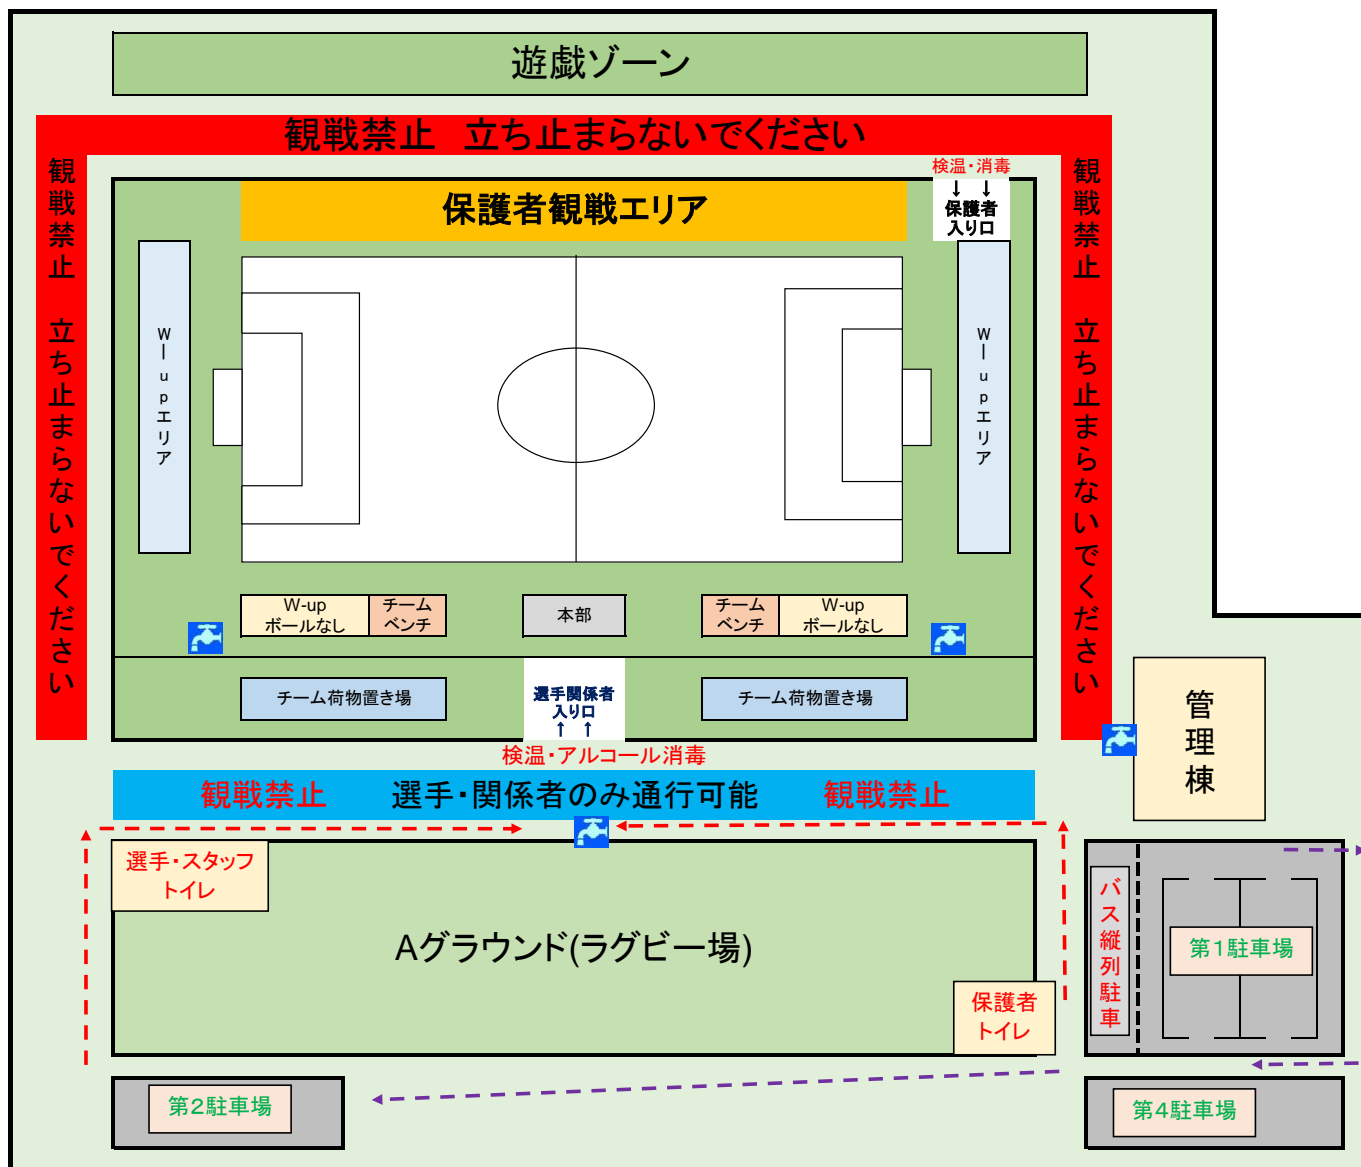 遊戯ゾーン
観戦禁止　立ち止まらないでください
観戦禁止　立ち止まらないでください
観戦禁止　立ち止まらないでください
検温・消毒
↓ ↓
保護者
入り口
保護者観戦エリア
W－upエリア
W－upエリア
W-up
ボールなし
チーム
ベンチ
本部
チーム
ベンチ
W-up
ボールなし
チーム荷物置き場
選手関係者
入り口
↑ ↑
チーム荷物置き場
検温・アルコール消毒
観戦禁止　選手・関係者のみ通行可能　観戦禁止
管理棟
選手・スタッフ
トイレ
Aグラウンド(ラグビー場)
保護者
トイレ
バス縦列駐車
第1駐車場
第2駐車場
第4駐車場